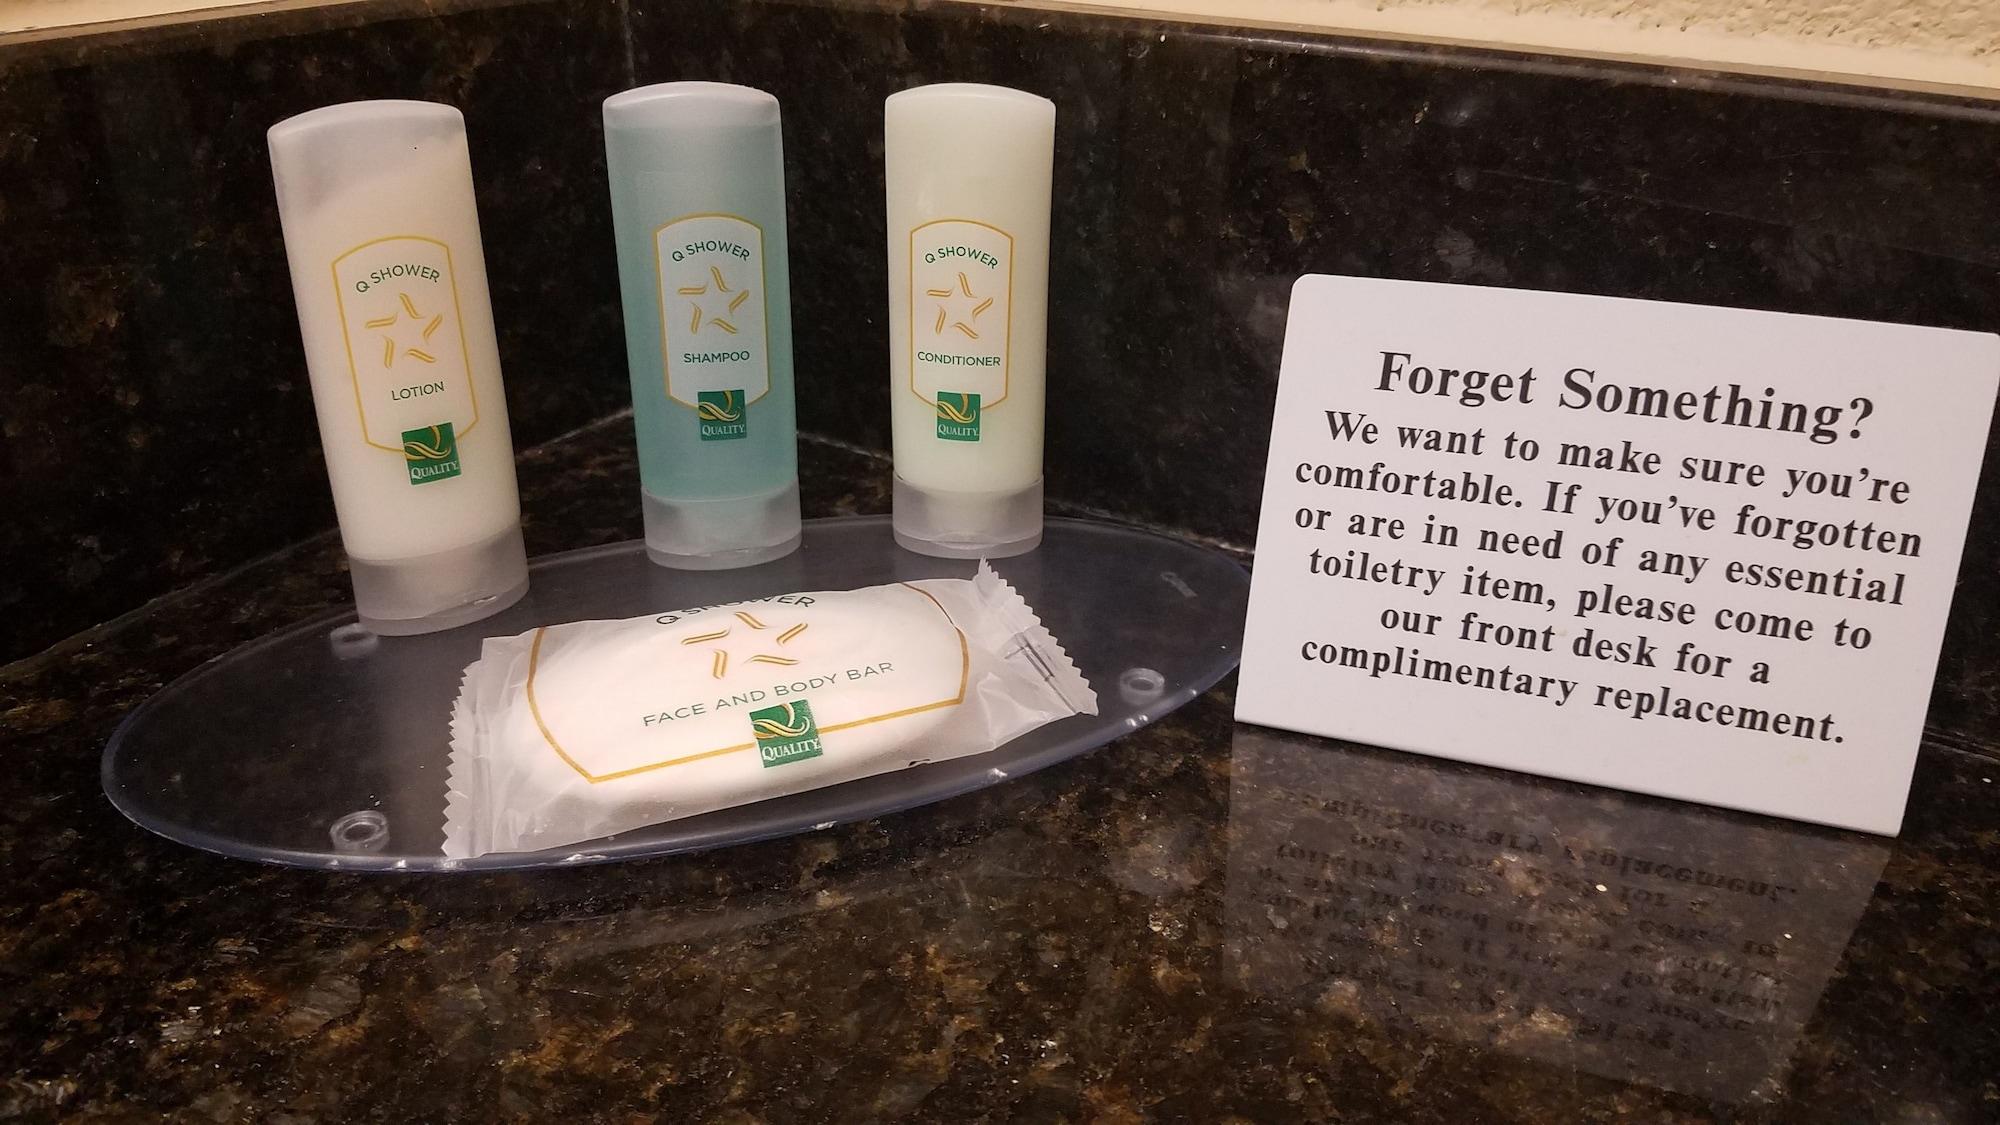 Q SHOWER
LOTION
QUALITY
Q SHOWER
SHAMPOO
QUALITY
Q SHOWER
CONDITIONER
QUALITY
Q SHOWER
FACE AND BODY BAR
QUALITY
Forget Something?
We want to make sure you're
comfortable. If you've forgotten
or are in need of any essential
toiletry item, please come to
our front desk for a
complimentary replacement.